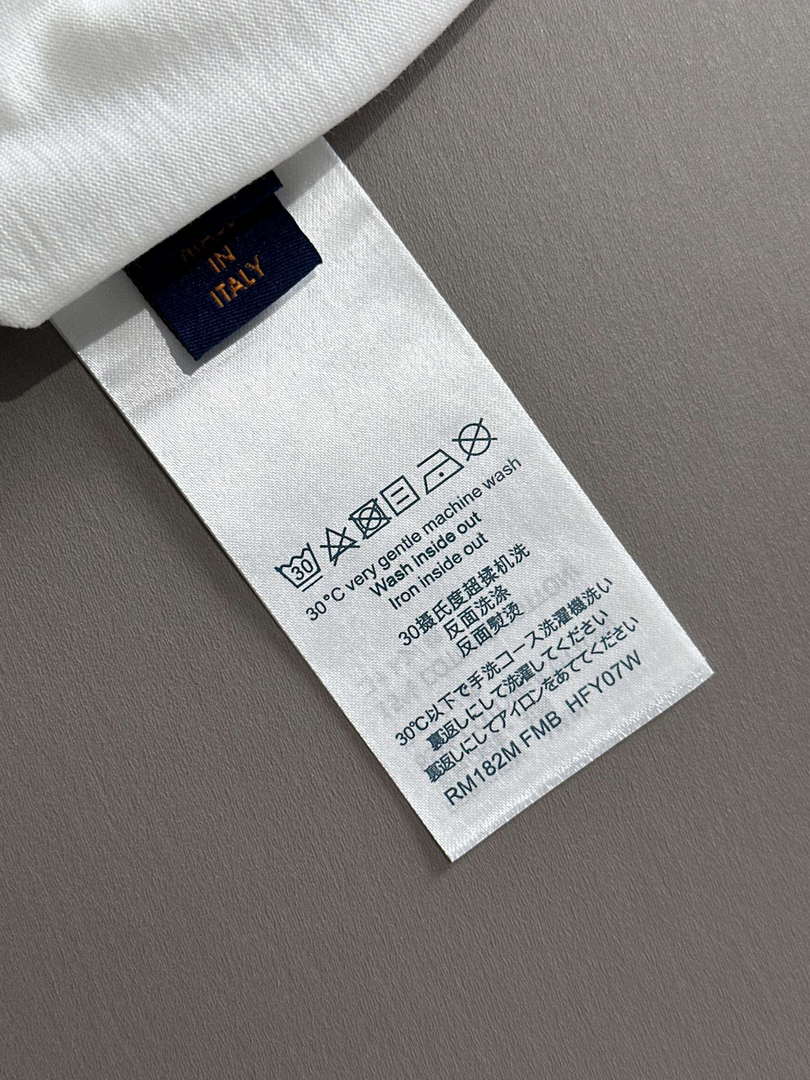 IN
ITALY
30
30°C very gentle machine wash
Wash inside out
Iron inside out
30摄氏度超揉机洗
反面洗涤
反面熨烫
30℃以下で手洗コース洗濯機洗い
裏返しにして洗濯してください
裏返しにしてアイロンをあててください
RM182M FMB HFY07W